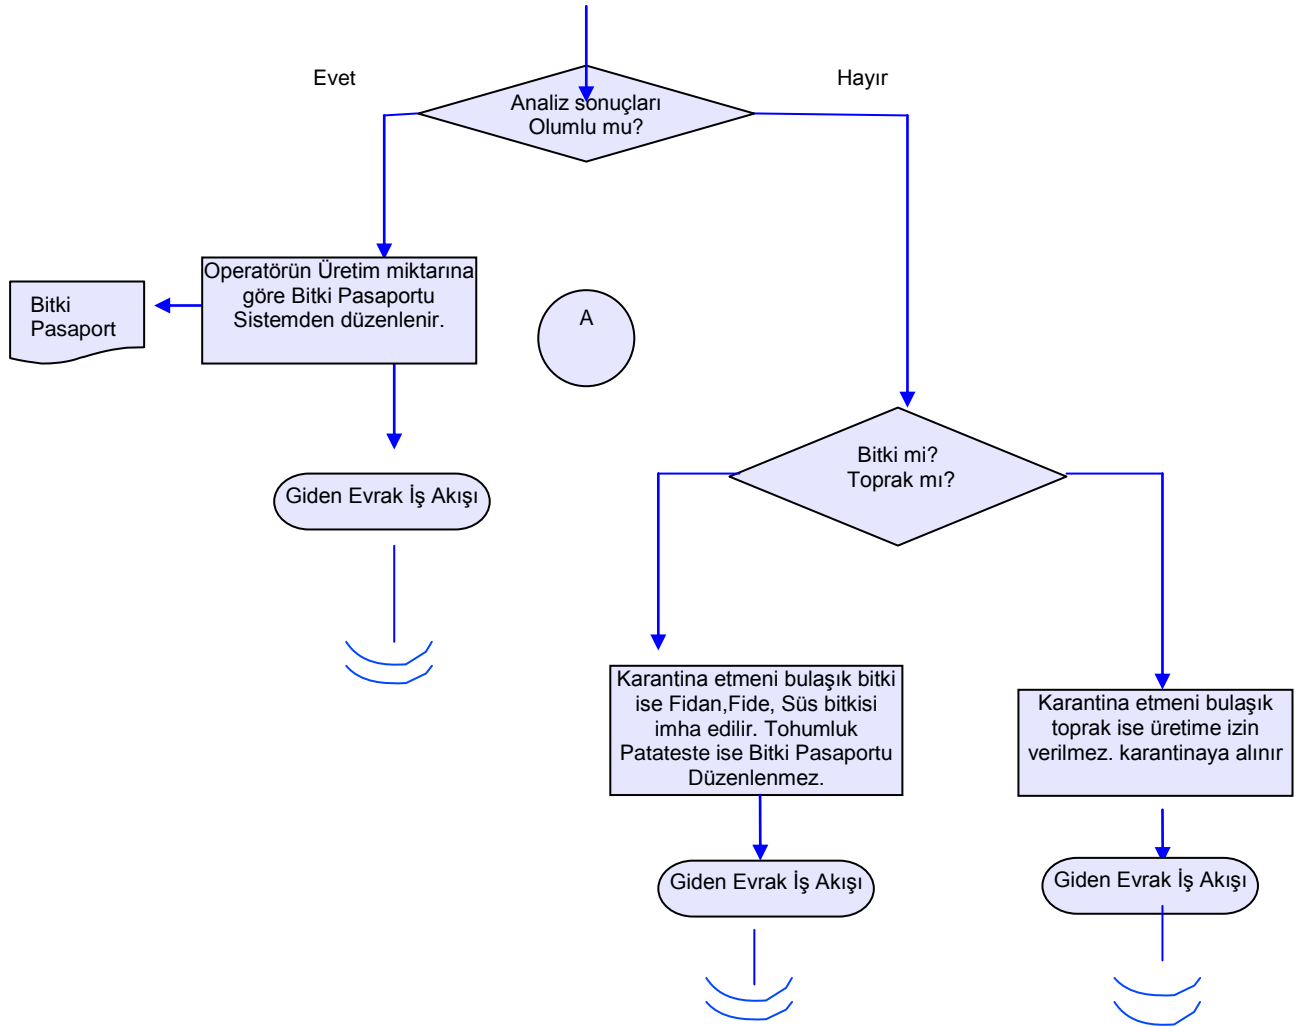 Evet
Hayır
Analiz sonuçları
Olumlu mu?
Operatörün Üretim miktarına
göre Bitki Pasaportu
Sistemden düzenlenir.
Bitki
Pasaport
A
Bitki mi?
Toprak mı?
Giden Evrak İş Akışı
Karantina etmeni bulaşık bitki
ise Fidan,Fide, Süs bitkisi
imha edilir. Tohumluk
Patateste ise Bitki Pasaportu
Düzenlenmez.
Karantina etmeni bulaşık
toprak ise üretime izin
verilmez. karantinaya alınır
Giden Evrak İş Akışı
Giden Evrak İş Akışı